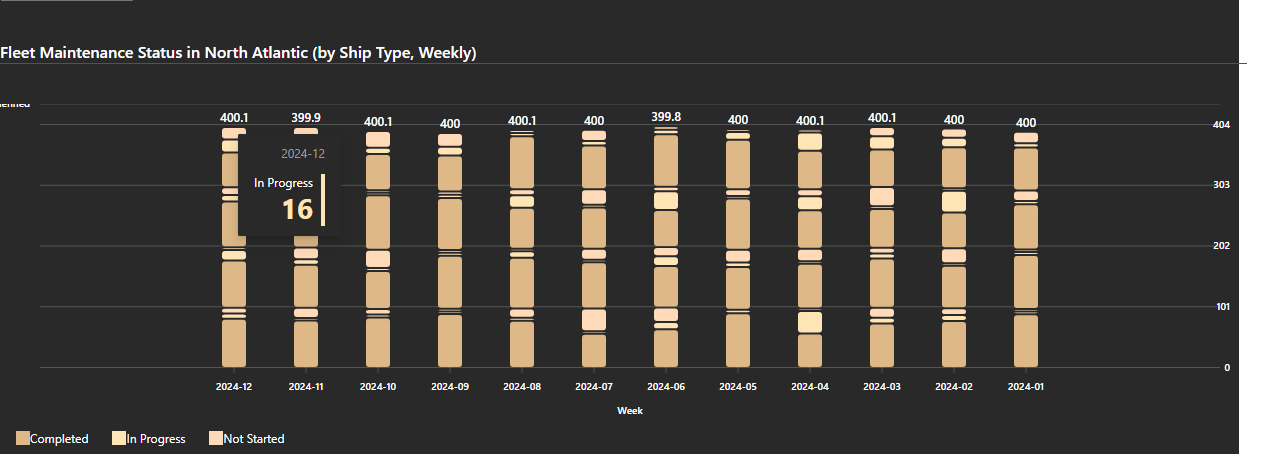 Fleet Maintenance Status in North Atlantic (by Ship Type, Weekly)
400.1 399.9 400.1 400 400.1 400 399.8 400 400.1 400.1 400 400
404
303
202
101
0
2024-12
In Progress
16
2024-12 2024-11 2024-10 2024-09 2024-08 2024-07 2024-06 2024-05 2024-04 2024-03 2024-02 2024-01
Week
Completed In Progress Not Started